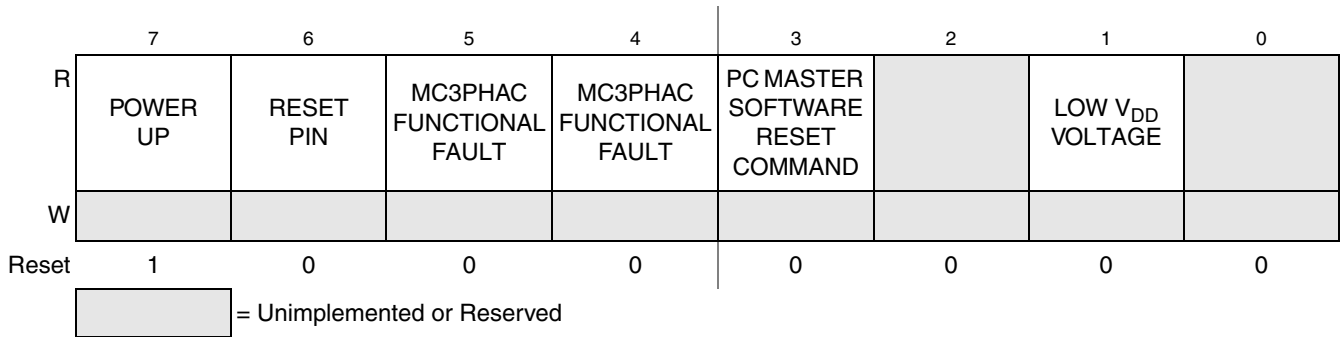 7 6 5 4 3 2 1 0
R
POWER UP
RESET PIN
MC3PHAC FUNCTIONAL FAULT
MC3PHAC FUNCTIONAL FAULT
PC MASTER SOFTWARE RESET COMMAND
LOW VDD VOLTAGE
W
Reset 1 0 0 0 0 0 0 0
= Unimplemented or Reserved